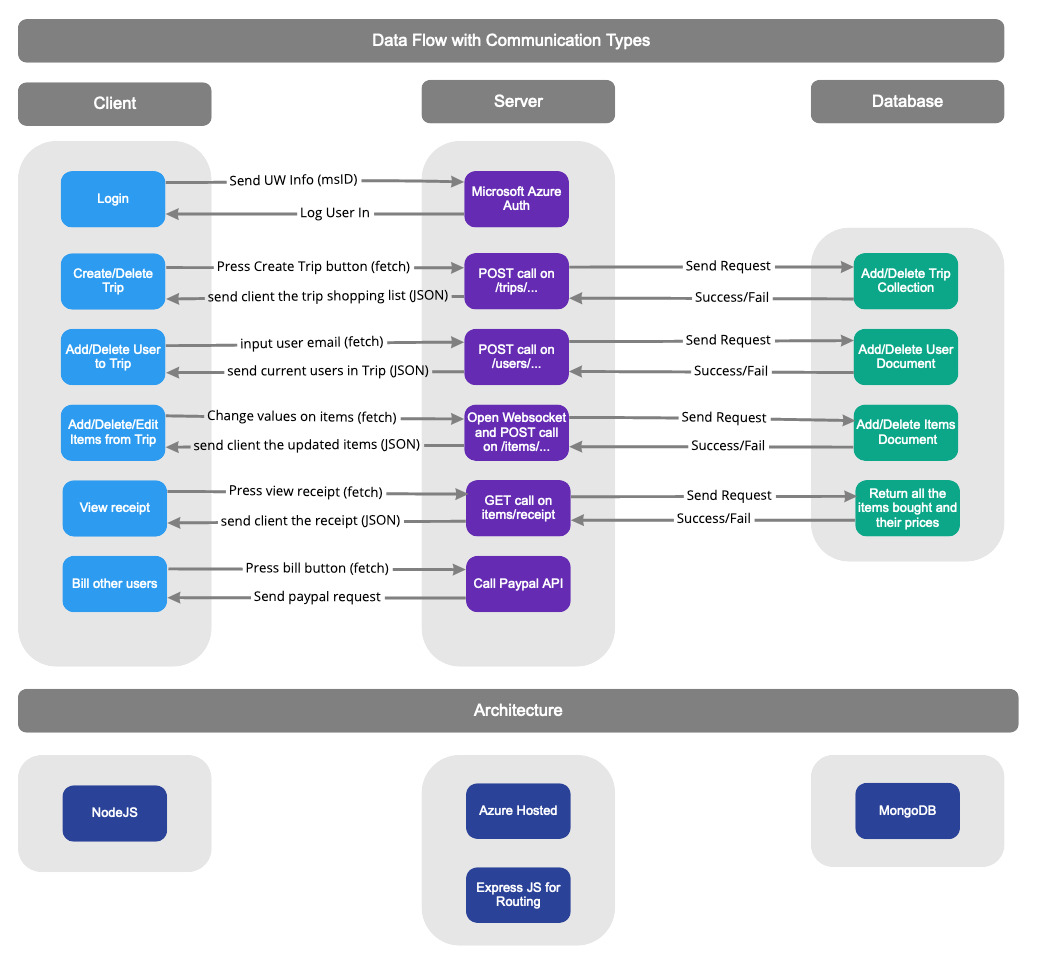 Data Flow with Communication Types
Client
Server
Database
Login
Send UW Info (msID)
Log User In
Microsoft Azure
Auth
Create/Delete
Trip
Press Create Trip button (fetch)
send client the trip shopping list (JSON)
POST call on
/trips/...
Send Request
Success/Fail
Add/Delete Trip
Collection
Add/Delete User
to Trip
input user email (fetch)
send current users in Trip (JSON)
POST call on
/users/...
Send Request
Success/Fail
Add/Delete User
Document
Add/Delete/Edit
Items from Trip
Change values on items (fetch)
send client the updated items (JSON)
Open Websocket
and POST call
on /items/...
Send Request
Success/Fail
Add/Delete Items
Document
View receipt
Press view receipt (fetch)
send client the receipt (JSON)
GET call on
items/receipt
Send Request
Success/Fail
Return all the
items bought and
their prices
Bill other users
Press bill button (fetch)
Send paypal request
Call Paypal API
Architecture
NodeJS
Azure Hosted
MongoDB
Express JS for
Routing